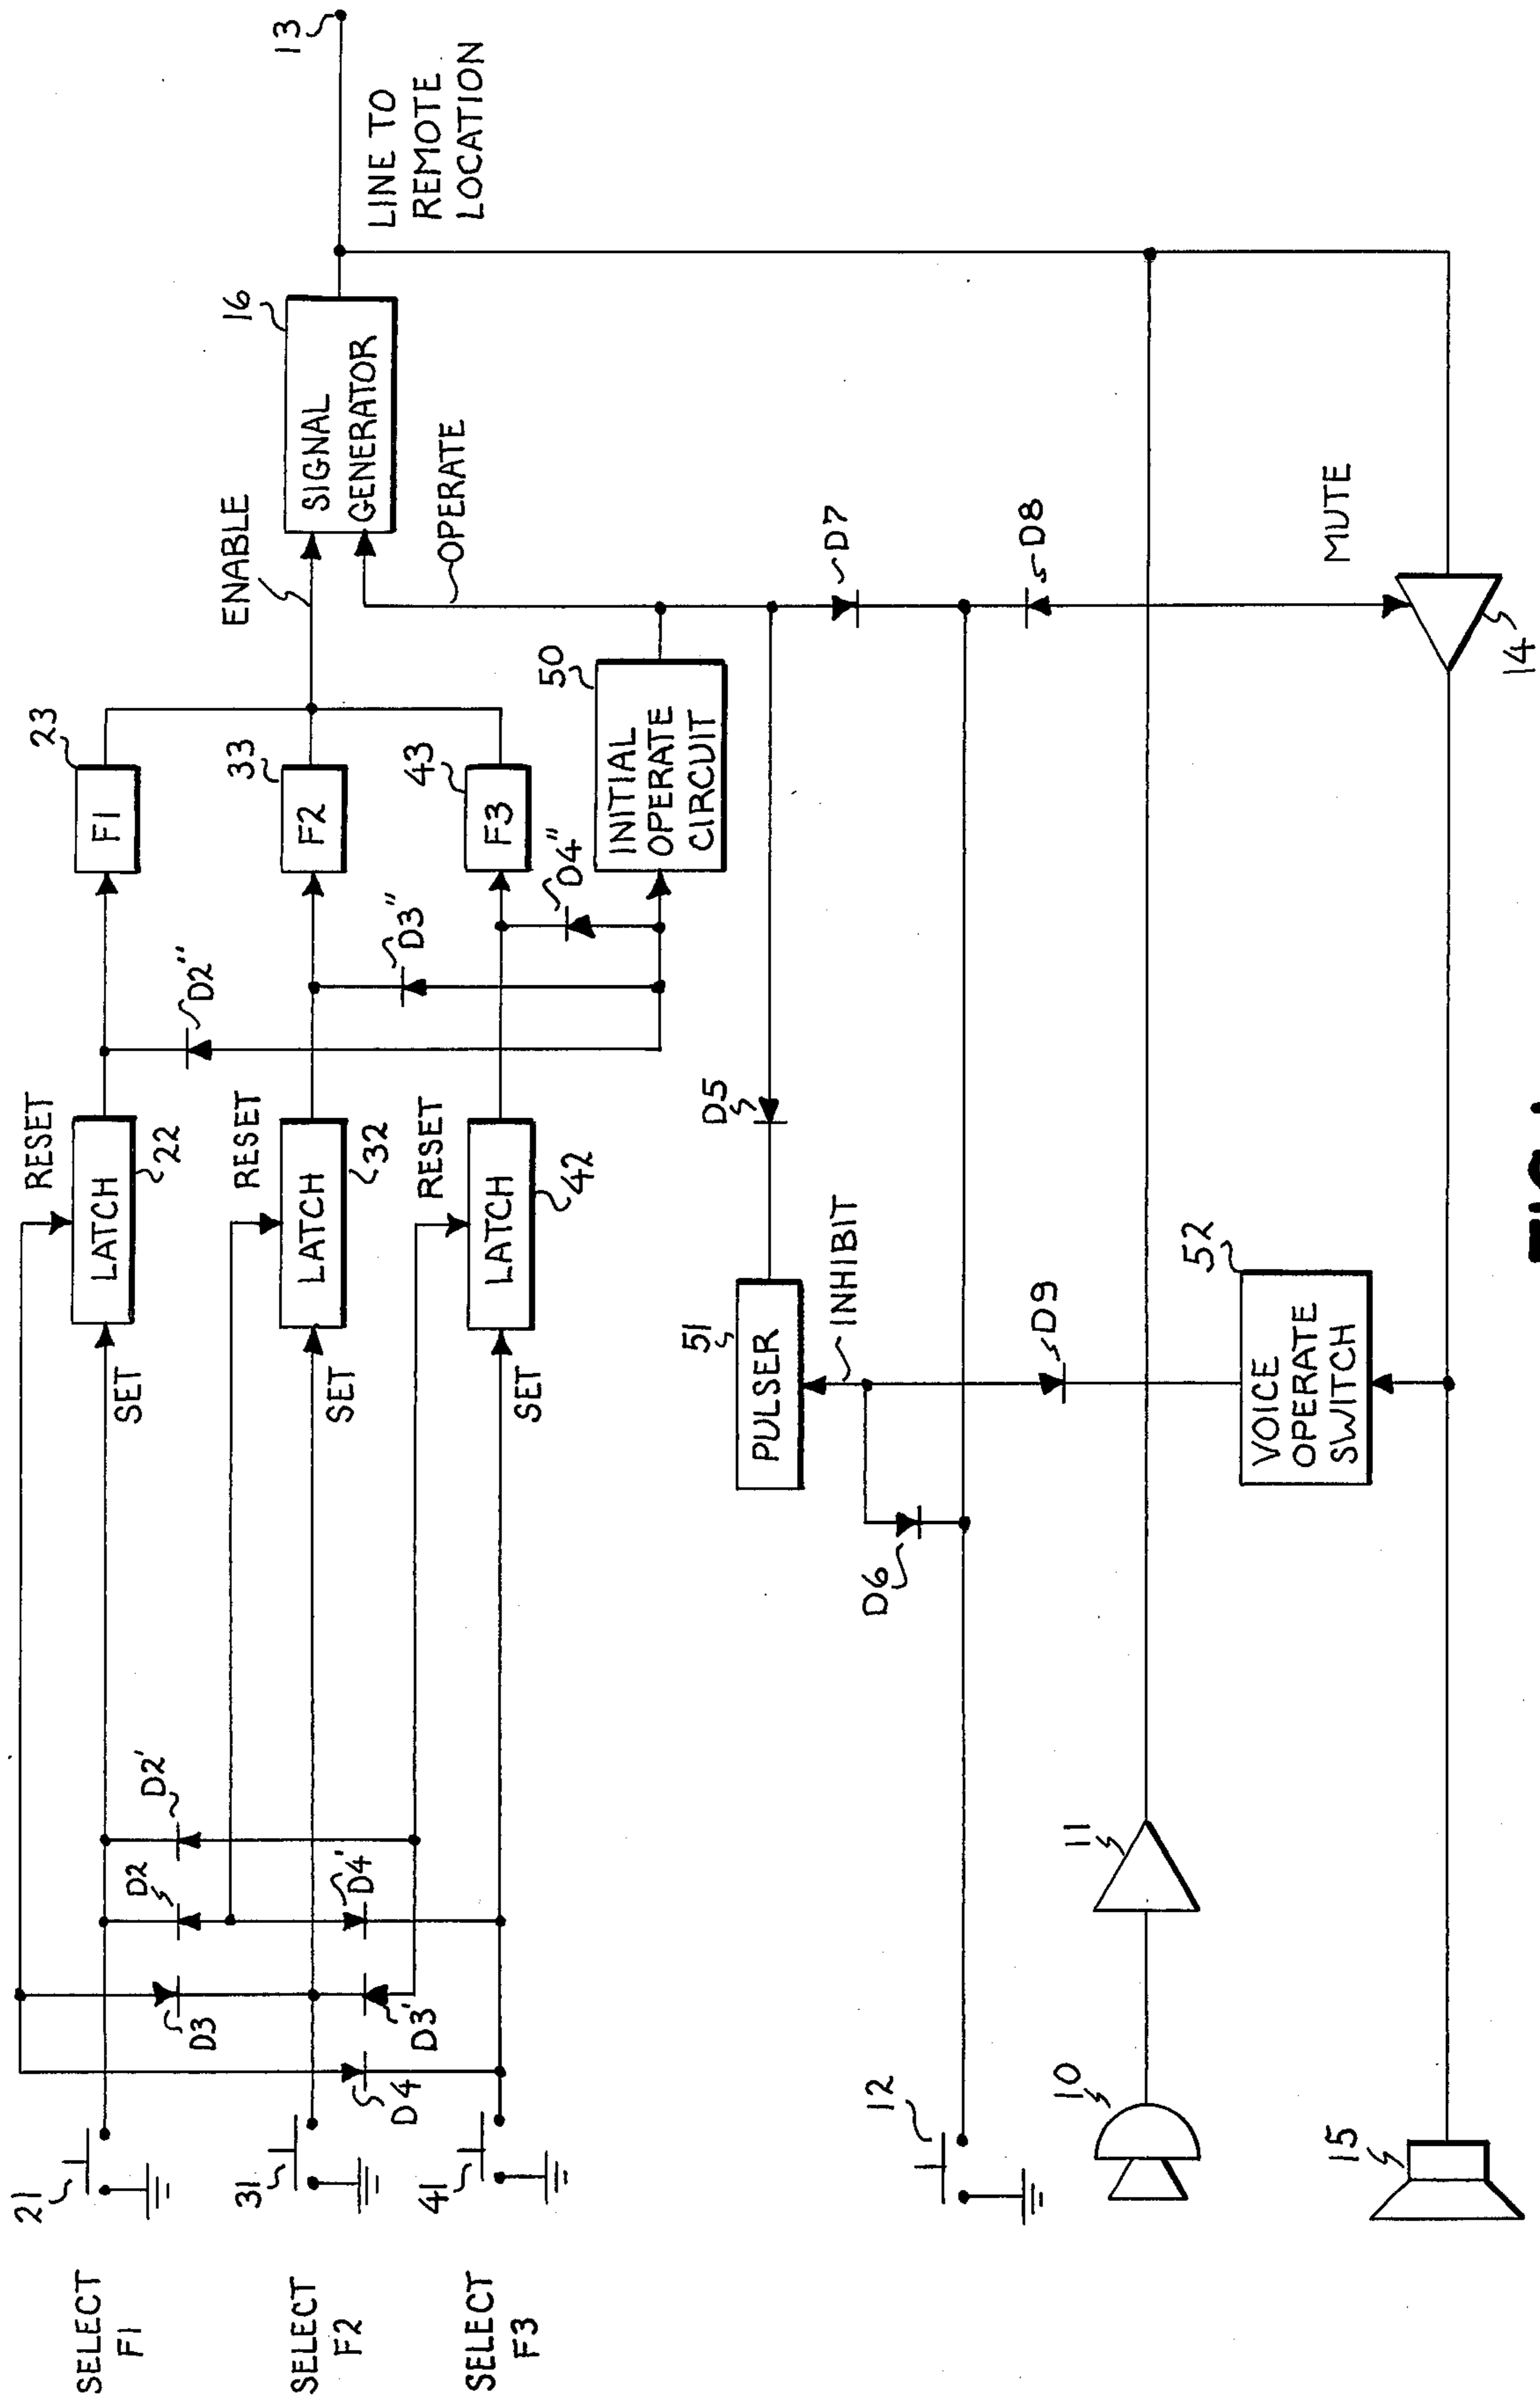 SELECT
F1
21
SELECT
F2
31
SELECT
F3
41
D4
D3
D3'
D2
D4'
D2'
SET
LATCH
22
RESET
SET
LATCH
32
RESET
SET
LATCH
42
RESET
D2"
D3"
D4"
F1
23
F2
33
F3
43
INITIAL
OPERATE
CIRCUIT
50
ENABLE
OPERATE
SIGNAL
GENERATOR
16
LINE TO
REMOTE
LOCATION
13
PULSER
51
INHIBIT
D5
D6
D7
D8
D9
12
10
11
VOICE
OPERATE
SWITCH
52
MUTE
14
15